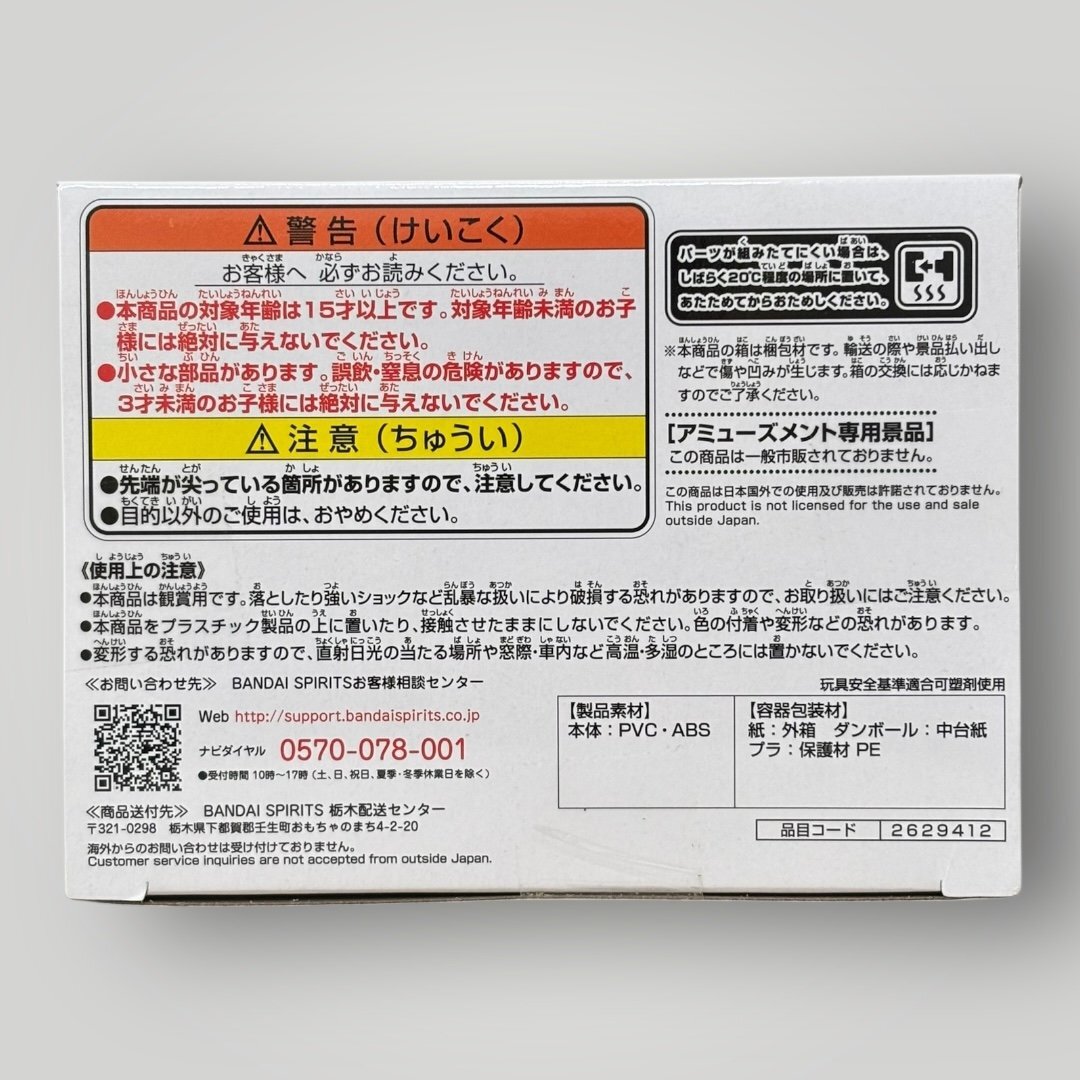 ⚠警告（けいこく）
お客様へ 必ずお読みください。
●本商品の対象年齢は15才以上です。対象年齢未満のお子
様には絶対に与えないでください。
●小さな部品があります。誤飲・窒息の危険がありますので、
3才未満のお子様には絶対に与えないでください。
⚠注意（ちゅうい）
●先端が尖っている箇所がありますので、注意してください。
●目的以外のご使用は、おやめください。
パーツが組みたてにくい場合は、
しばらく20℃程度の場所に置いて、
あたためてからおためしください。
※本商品の箱は梱包材です。輸送の際や景品払い出し
などで傷や凹みが生じます。箱の交換には応じかねま
すのでご了承ください。
［アミューズメント専用景品］
この商品は一般市販されておりません。
この商品は日本国外での使用及び販売は許諾されておりません。
This product is not licensed for the use and sale
outside Japan.
《使用上の注意》
●本商品は観賞用です。落としたり強いショックなど乱暴な扱いにより破損する恐れがありますので、お取り扱いにはご注意ください。
●本商品をプラスチック製品の上に置いたり、接触させたままにしないでください。色の付着や変形などの恐れがあります。
●変形する恐れがありますので、直射日光の当たる場所や窓際・車内など高温・多湿のところには置かないでください。
≪お問い合わせ先≫ BANDAI SPIRITSお客様相談センター
Web http://support.bandaispirits.co.jp
ナビダイヤル 0570-078-001
●受付時間 10時～17時（土、日、祝日、夏季・冬季休業日を除く）
≪商品送付先≫ BANDAI SPIRITS 栃木配送センター
〒321-0298 栃木県下都賀郡壬生町おもちゃのまち4-2-20
海外からのお問い合わせは受け付けておりません。
Customer service inquiries are not accepted from outside Japan.
玩具安全基準適合可塑剤使用
【製品素材】
本体：PVC・ABS
【容器包装材】
紙：外箱 ダンボール：中台紙
プラ：保護材 PE
品目コード 2629412